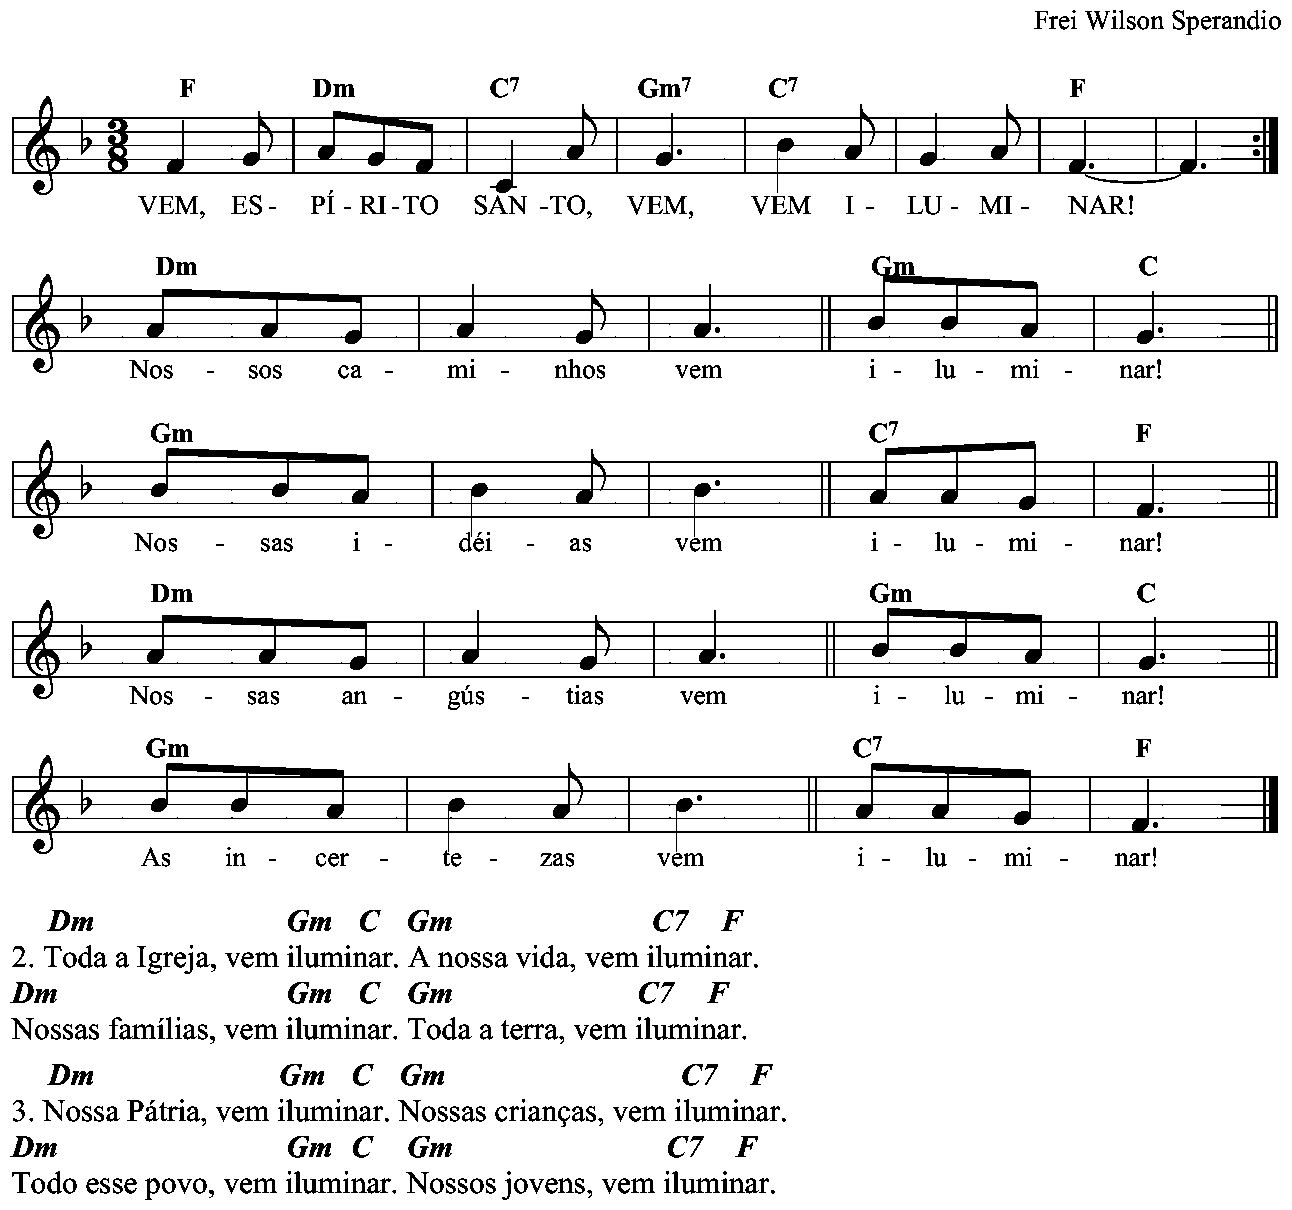 Frei Wilson Sperandio
F Dm C7 Gm7 C7 F
3
8
VEM, ES- PÍ-RI-TO SAN-TO, VEM, VEM I-LU-MI-NAR!
Dm Gm C
Nos-sos ca-mi-nhos vem i-lu-mi-nar!
Gm C7 F
Nos-sas i-déi-as vem i-lu-mi-nar!
Dm Gm C
Nos-sas an-gús-tias vem i-lu-mi-nar!
Gm C7 F
As in-cer-te-zas vem i-lu-mi-nar!
Dm Gm C Gm C7 F
2. Toda a Igreja, vem iluminar. A nossa vida, vem iluminar.
Dm Gm C Gm C7 F
Nossas famílias, vem iluminar. Toda a terra, vem iluminar.
Dm Gm C Gm C7 F
3. Nossa Pátria, vem iluminar. Nossas crianças, vem iluminar.
Dm Gm C Gm C7 F
Todo esse povo, vem iluminar. Nossos jovens, vem iluminar.